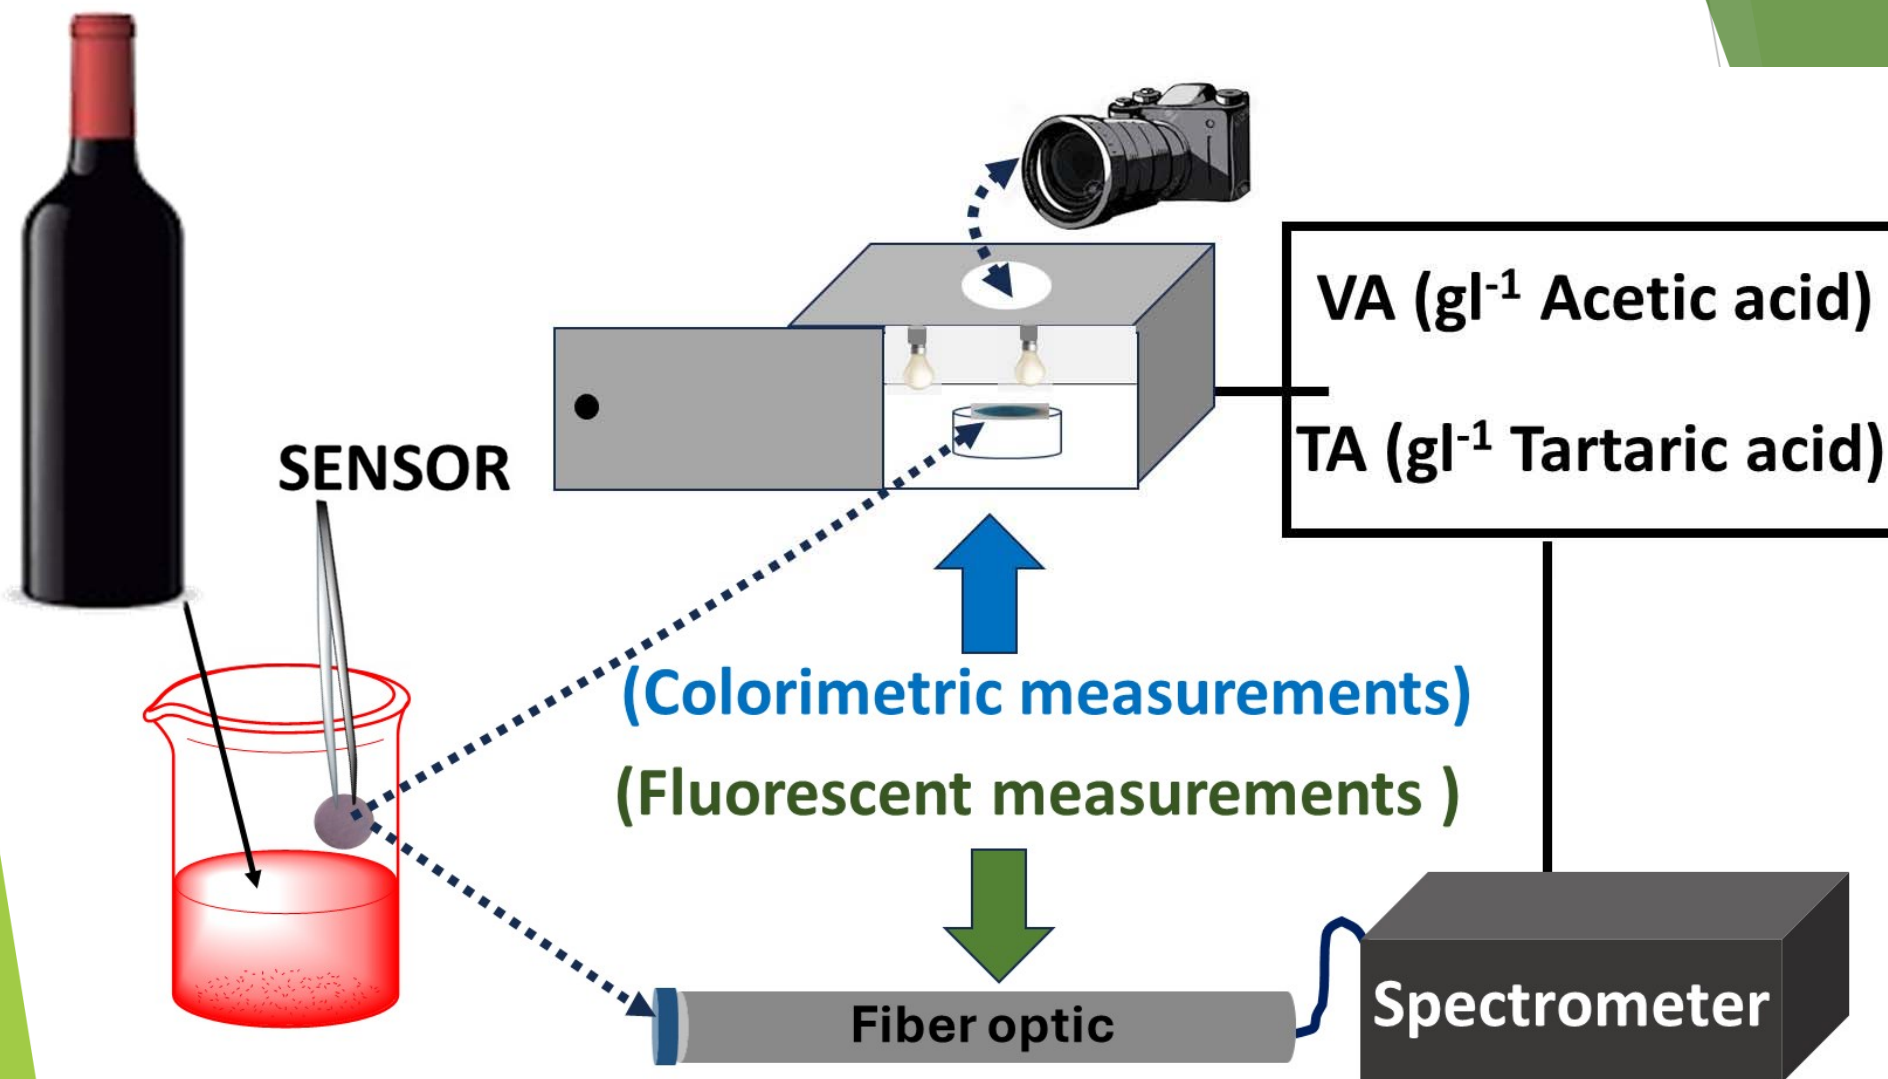 VA (gl⁻¹ Acetic acid)
TA (gl⁻¹ Tartaric acid)
SENSOR
(Colorimetric measurements)
(Fluorescent measurements )
Fiber optic
Spectrometer